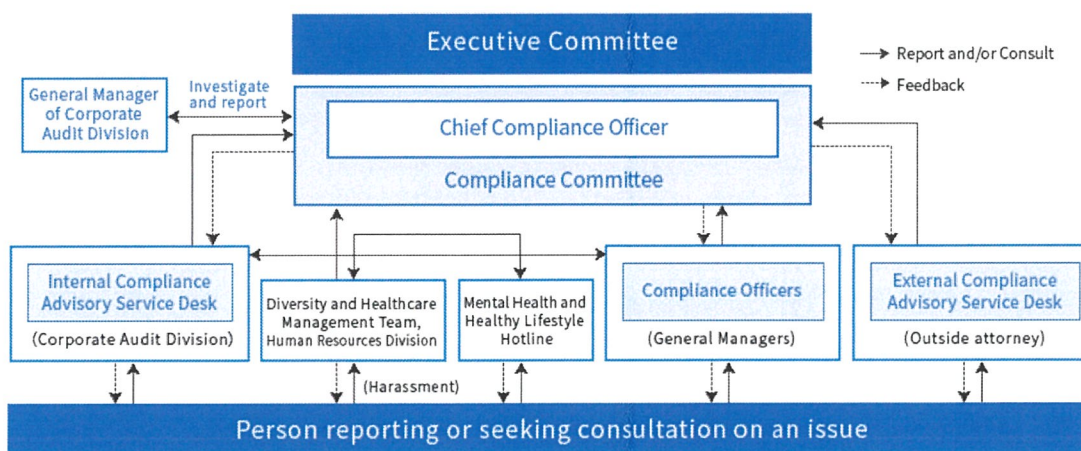 Executive Committee
Report and/or Consult
Feedback
General Manager
of Corporate
Audit Division
Investigate
and report
Chief Compliance Officer
Compliance Committee
Internal Compliance
Advisory Service Desk
(Corporate Audit Division)
Diversity and Healthcare
Management Team,
Human Resources Division
Mental Health and
Healthy Lifestyle
Hotline
Compliance Officers
(General Managers)
External Compliance
Advisory Service Desk
(Outside attorney)
(Harassment)
Person reporting or seeking consultation on an issue